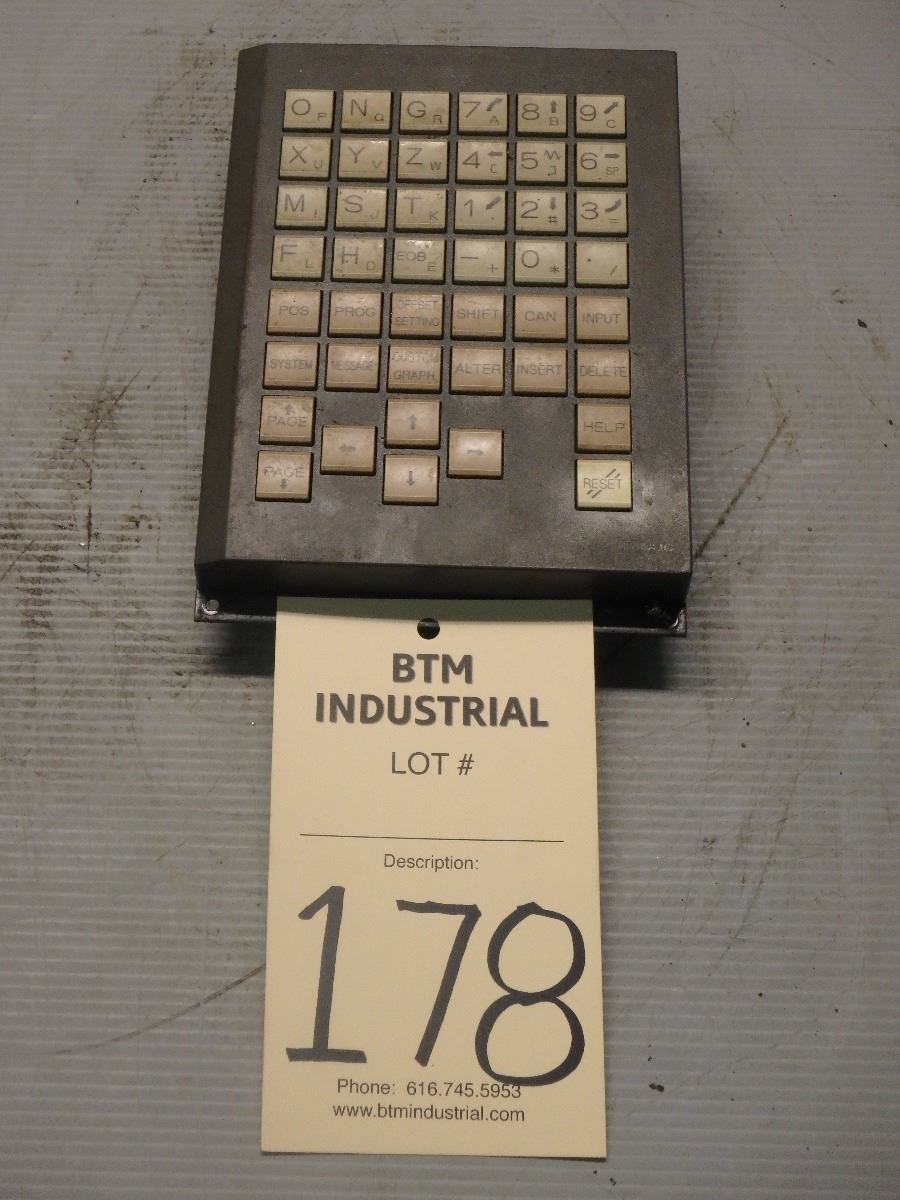 O P N Q G R 7 A 8 B 9 C
X U Y V Z W 4 [ 5 ] 6 SP
M I S J T K 1 , 2 # 3 =
F L H D EOB E - + 0 * . /
POS PROG OFFSET SETTING SHIFT CAN INPUT
SYSTEM MESSAGE CUSTOM GRAPH ALTER INSERT DELETE
↑ PAGE ↑ HELP
← →
PAGE ↓ ↓ RESET
BTM
INDUSTRIAL
LOT #
Description:
178
Phone: 616.745.5953
www.btmindustrial.com